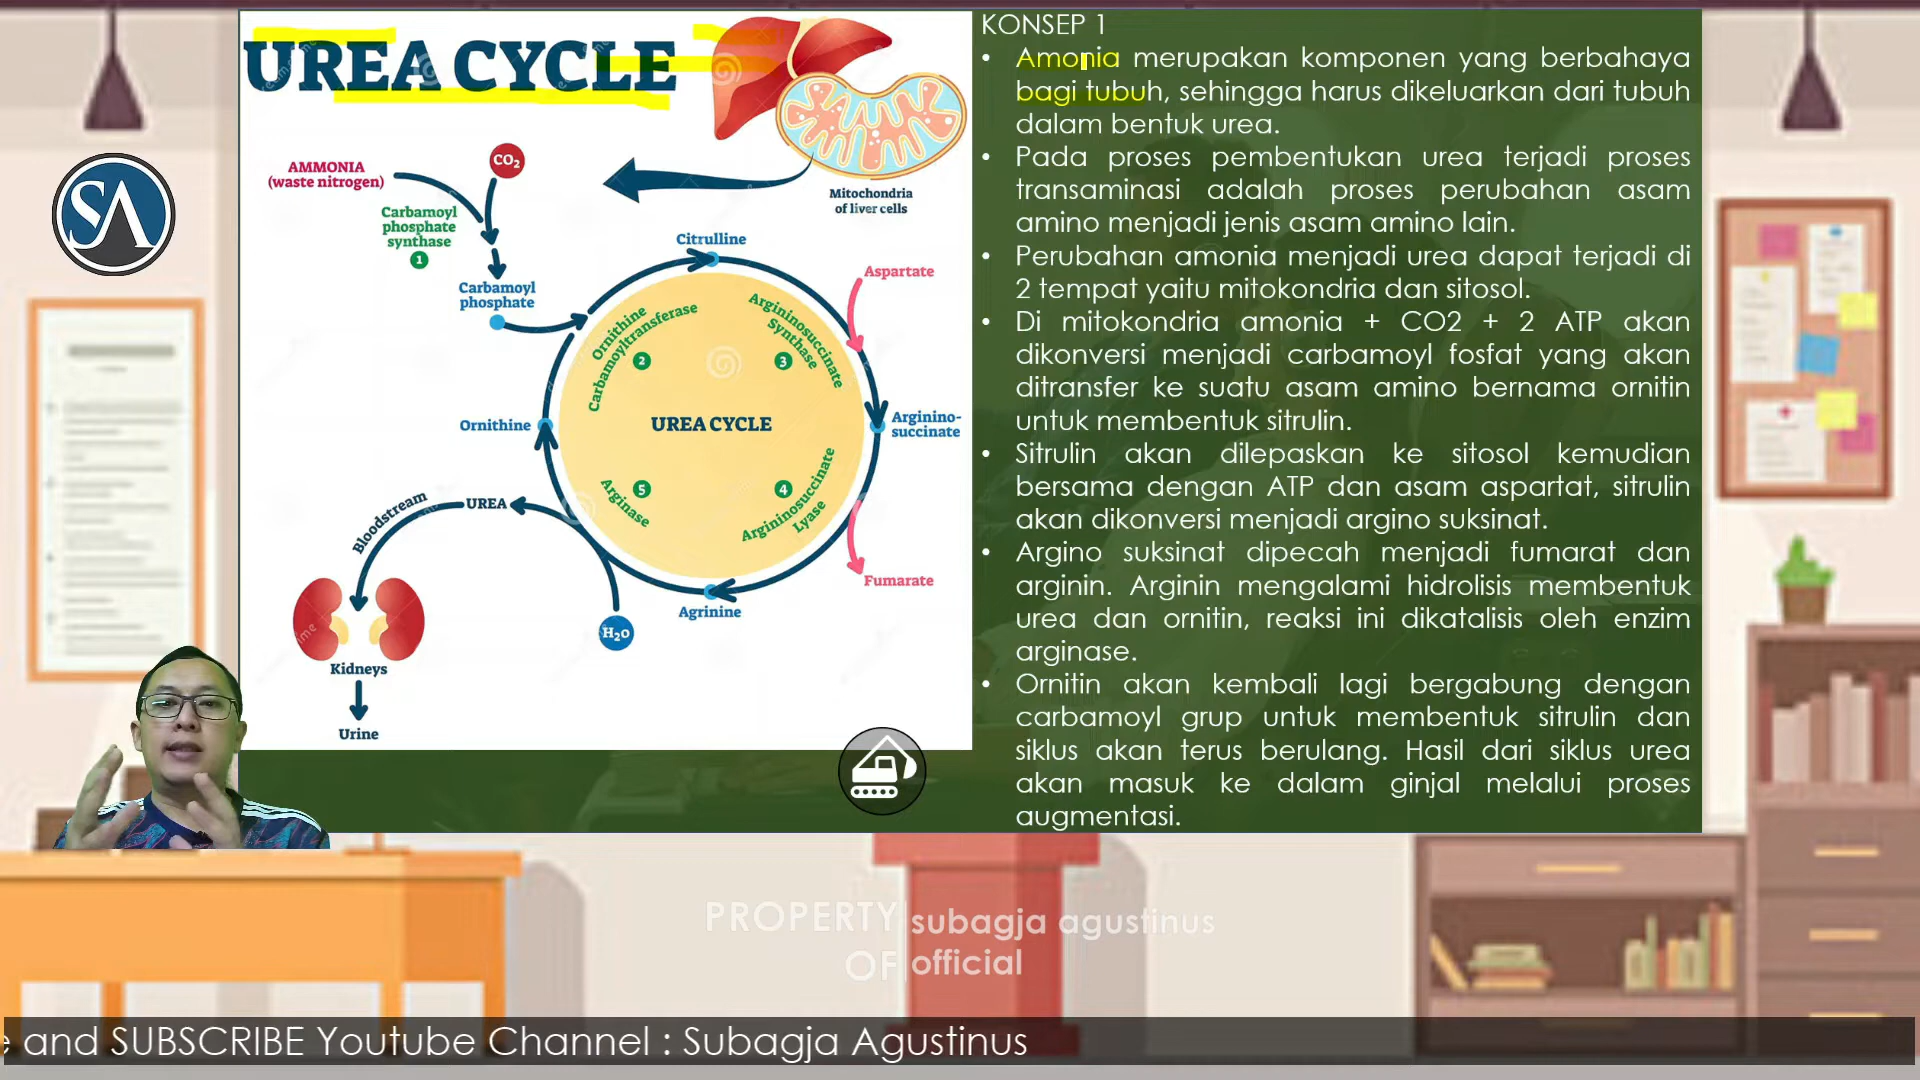 UREA CYCLE
AMMONIA
(waste nitrogen)
CO2
Carbamoyl
phosphate
synthase
1
Carbamoyl
phosphate
Mitochondria
of liver cells
Citrulline
Aspartate
Ornithine
Carbamoyltransferase
2
Argininosuccinate
Synthase
3
UREA CYCLE
Ornithine
Arginino-
succinate
5
Arginase
4
Argininosuccinate
Lyase
Bloodstream
UREA
Fumarate
Agrinine
H2O
Kidneys
Urine
KONSEP 1
• Amonia merupakan komponen yang berbahaya
bagi tubuh, sehingga harus dikeluarkan dari tubuh
dalam bentuk urea.
• Pada proses pembentukan urea terjadi proses
transaminasi adalah proses perubahan asam
amino menjadi jenis asam amino lain.
• Perubahan amonia menjadi urea dapat terjadi di
2 tempat yaitu mitokondria dan sitosol.
• Di mitokondria amonia + CO2 + 2 ATP akan
dikonversi menjadi carbamoyl fosfat yang akan
ditransfer ke suatu asam amino bernama ornitin
untuk membentuk sitrulin.
• Sitrulin akan dilepaskan ke sitosol kemudian
bersama dengan ATP dan asam aspartat, sitrulin
akan dikonversi menjadi argino suksinat.
• Argino suksinat dipecah menjadi fumarat dan
arginin. Arginin mengalami hidrolisis membentuk
urea dan ornitin, reaksi ini dikatalisis oleh enzim
arginase.
• Ornitin akan kembali lagi bergabung dengan
carbamoyl grup untuk membentuk sitrulin dan
siklus akan terus berulang. Hasil dari siklus urea
akan masuk ke dalam ginjal melalui proses
augmentasi.
SA
PROPERTY
OF
subagja agustinus
official
and SUBSCRIBE Youtube Channel : Subagja Agustinus